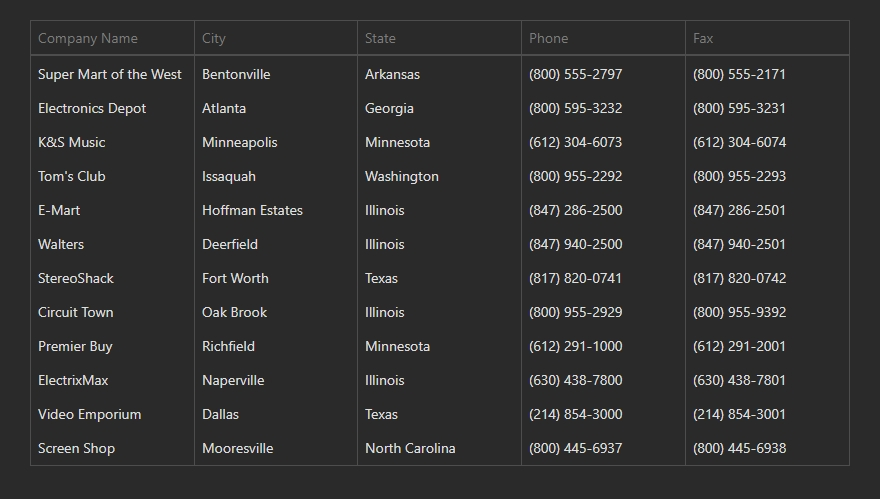 Company Name City State Phone Fax
Super Mart of the West Bentonville Arkansas (800) 555-2797 (800) 555-2171
Electronics Depot Atlanta Georgia (800) 595-3232 (800) 595-3231
K&S Music Minneapolis Minnesota (612) 304-6073 (612) 304-6074
Tom's Club Issaquah Washington (800) 955-2292 (800) 955-2293
E-Mart Hoffman Estates Illinois (847) 286-2500 (847) 286-2501
Walters Deerfield Illinois (847) 940-2500 (847) 940-2501
StereoShack Fort Worth Texas (817) 820-0741 (817) 820-0742
Circuit Town Oak Brook Illinois (800) 955-2929 (800) 955-9392
Premier Buy Richfield Minnesota (612) 291-1000 (612) 291-2001
ElectrixMax Naperville Illinois (630) 438-7800 (630) 438-7801
Video Emporium Dallas Texas (214) 854-3000 (214) 854-3001
Screen Shop Mooresville North Carolina (800) 445-6937 (800) 445-6938